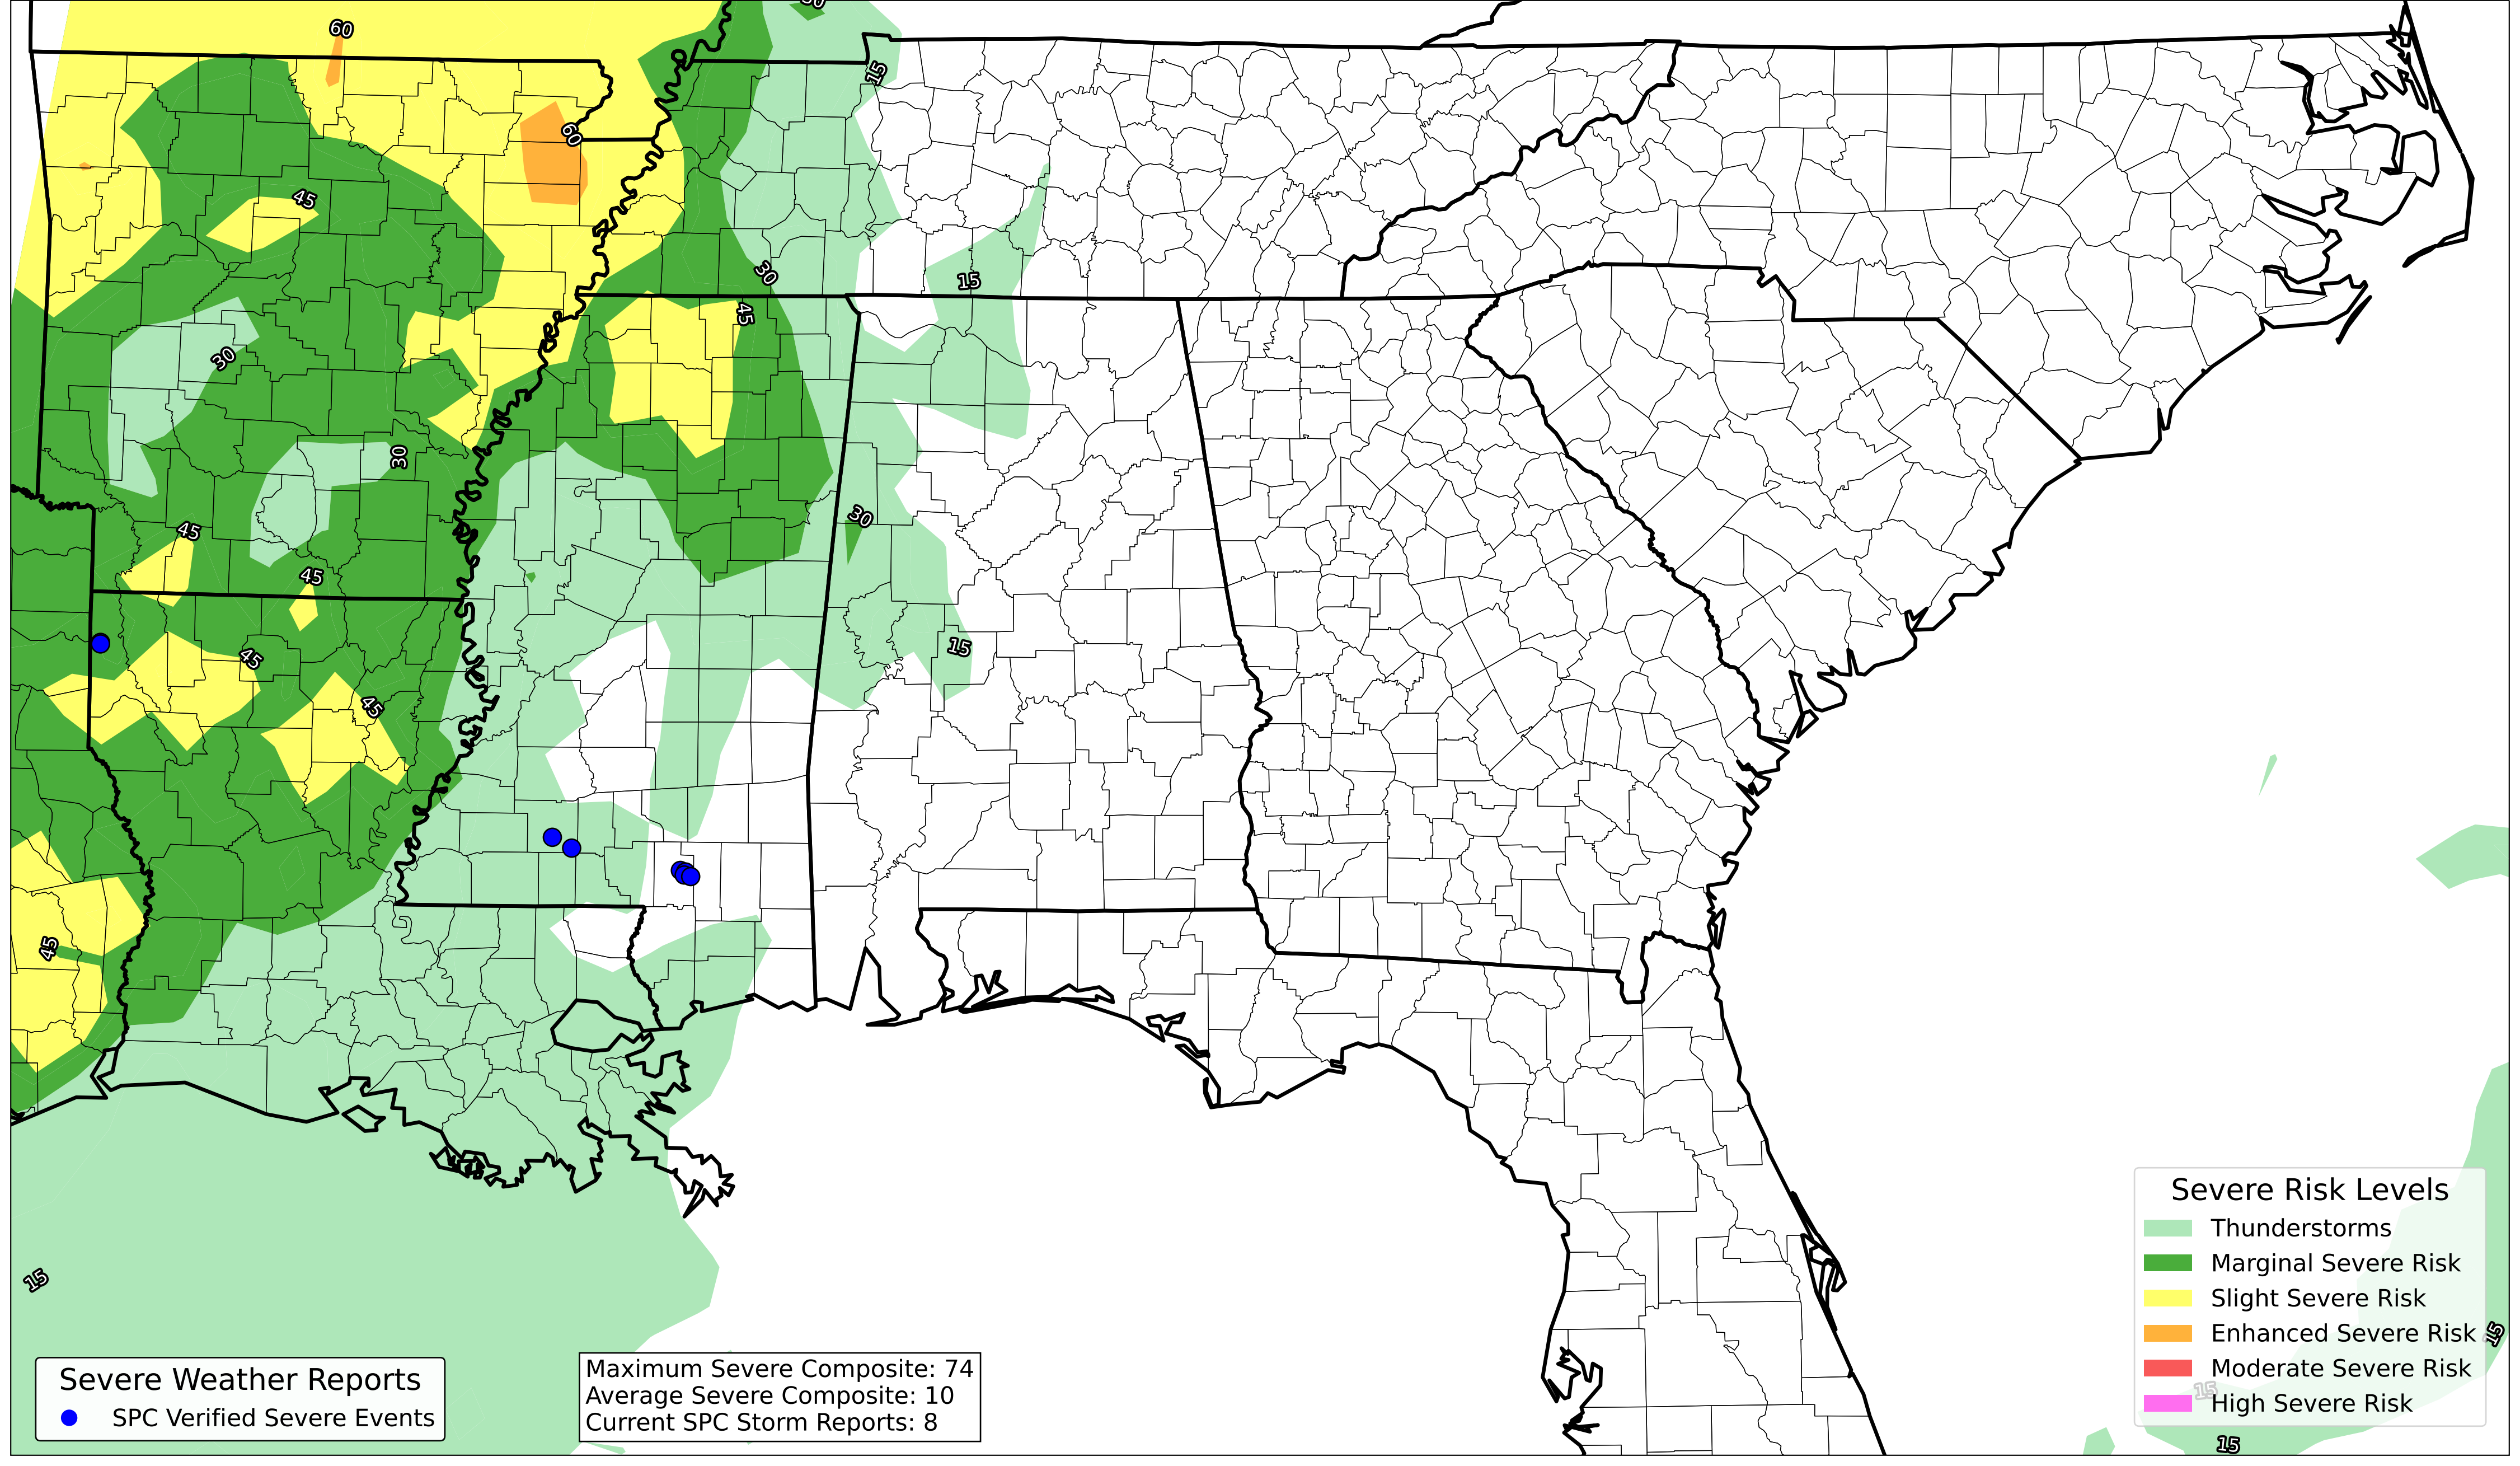 30
60
15
60
45
30
15
45
30
30
45
30
45
45
15
45
45
15
15
15
15
Severe Risk Levels
Thunderstorms
Marginal Severe Risk
Slight Severe Risk
Enhanced Severe Risk
Moderate Severe Risk
High Severe Risk
Severe Weather Reports
SPC Verified Severe Events
Maximum Severe Composite: 74
Average Severe Composite: 10
Current SPC Storm Reports: 8